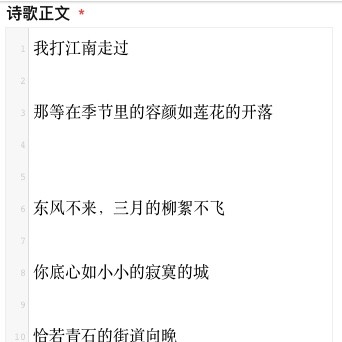 诗歌正文 *
1 我打江南走过
2
3 那等在季节里的容颜如莲花的开落
4
5
6 东风不来，三月的柳絮不飞
7
8 你底心如小小的寂寞的城
9
10 恰若青石的街道向晚